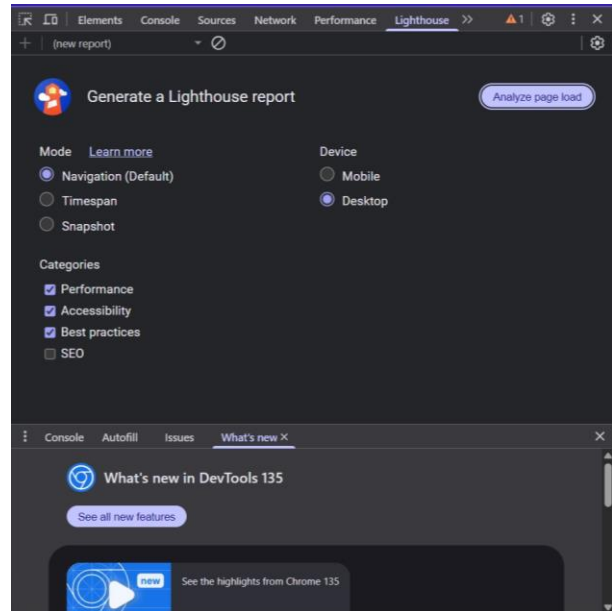 Elements Console Sources Network Performance Lighthouse >> 1
(new report)
Generate a Lighthouse report
Analyze page load
Mode Learn more
Navigation (Default)
Timespan
Snapshot
Device
Mobile
Desktop
Categories
Performance
Accessibility
Best practices
SEO
Console Autofill Issues What's new ×
What's new in DevTools 135
See all new features
new
See the highlights from Chrome 135